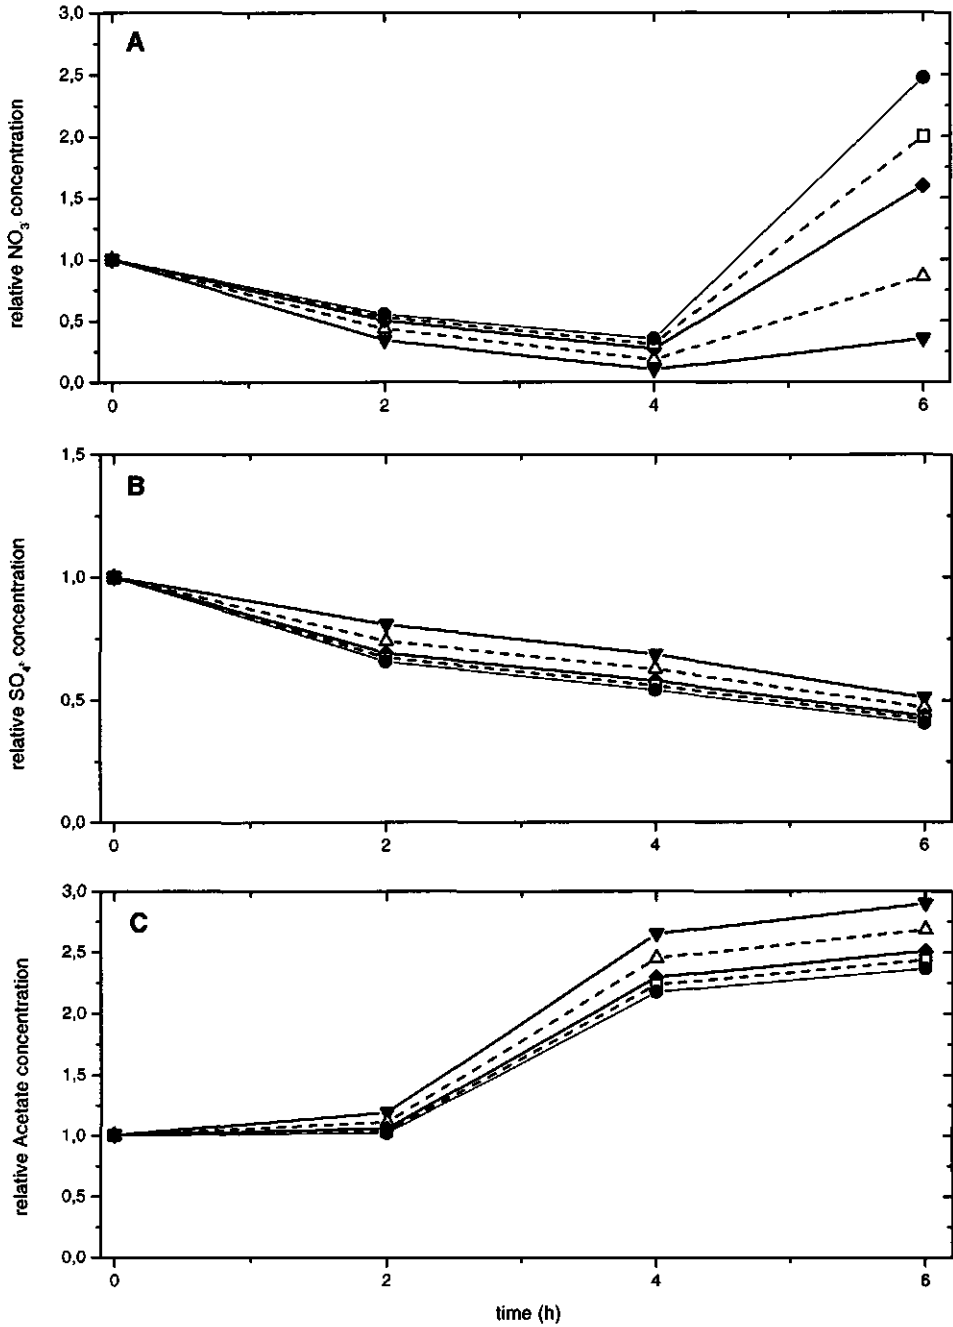 A
3,0
2,5
2,0
1,5
1,0
0,5
0,0
0 2 4 6
relative NO3- concentration
B
1,5
1,0
0,5
0,0
0 2 4 6
relative SO42- concentration
C
3,0
2,5
2,0
1,5
1,0
0,5
0,0
0 2 4 6
relative Acetate concentration
time (h)